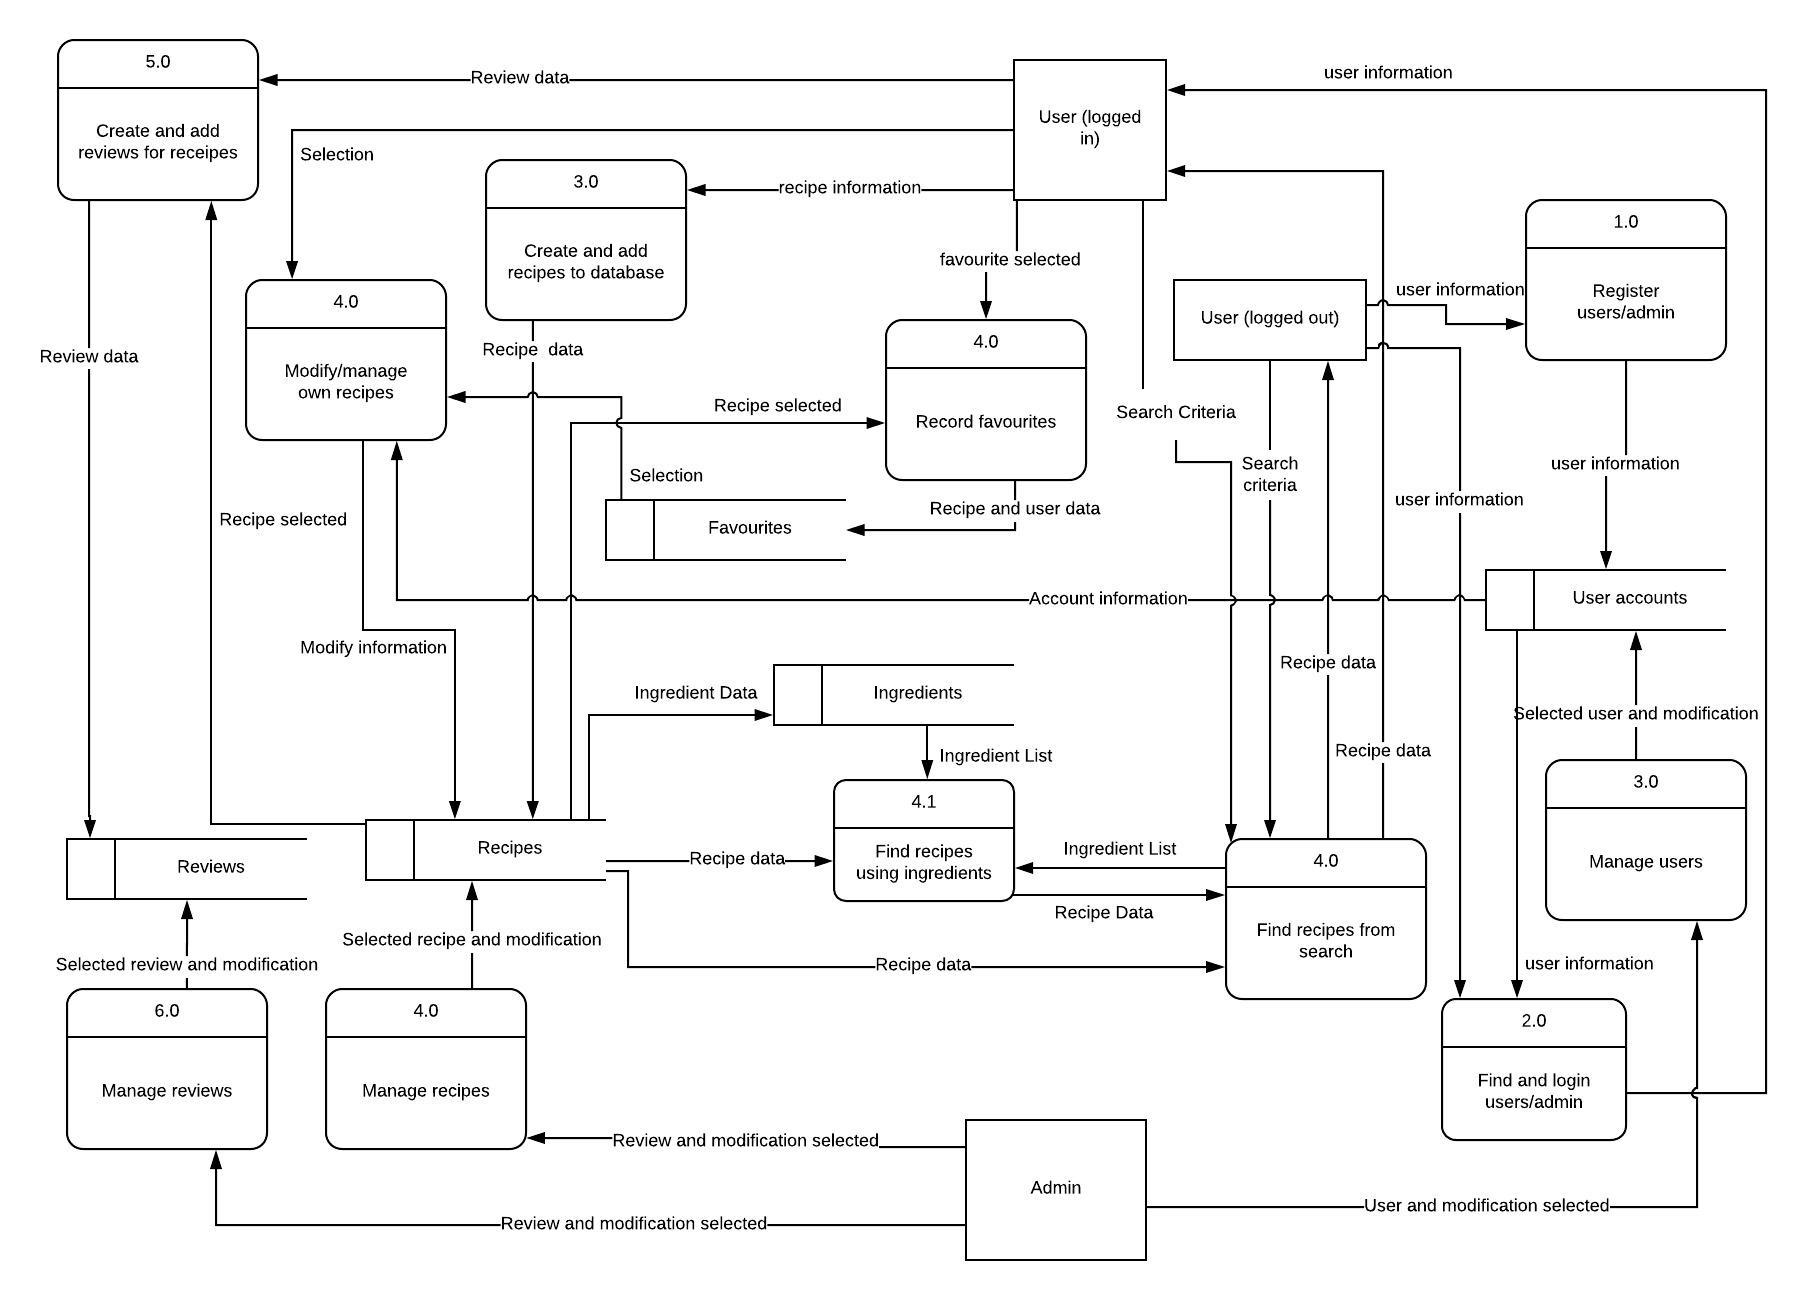 5.0
Create and add
reviews for receipes
Review data
User (logged
in)
user information
Selection
3.0
Create and add
recipes to database
recipe information
favourite selected
1.0
Register
users/admin
user information
User (logged out)
4.0
Modify/manage
own recipes
Recipe  data
Review data
4.0
Record favourites
Recipe selected
Search Criteria
Search
criteria
user information
user information
Selection
Favourites
Recipe and user data
Recipe selected
Account information
User accounts
Modify information
Recipe data
Ingredient Data
Ingredients
Selected user and modification
Ingredient List
Recipe data
4.1
Find recipes
using ingredients
3.0
Manage users
Recipes
Reviews
Recipe data
Ingredient List
Recipe Data
4.0
Find recipes from
search
Selected recipe and modification
Selected review and modification
Recipe data
user information
6.0
Manage reviews
4.0
Manage recipes
2.0
Find and login
users/admin
Review and modification selected
Admin
User and modification selected
Review and modification selected